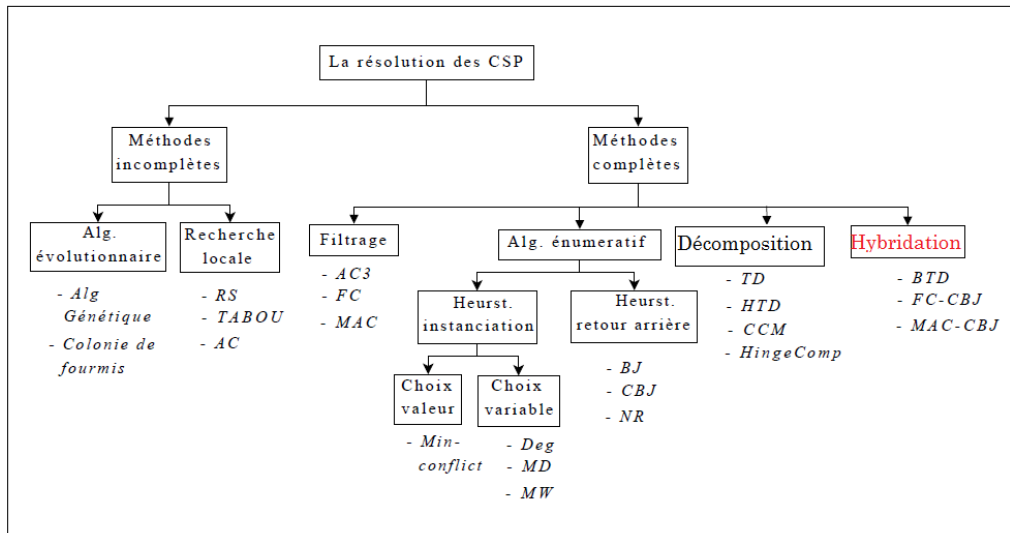 La résolution des CSP
Méthodes
incomplètes
Méthodes
complètes
Alg.
évolutionnaire
Recherche
locale
Filtrage
Alg. énumeratif
Décomposition
Hybridation
- Alg
Génétique
- Colonie de
fourmis
- RS
- TABOU
- AC
- AC3
- FC
- MAC
Heurst.
instanciation
Heurst.
retour arrière
- TD
- HTD
- CCM
- HingeComp
- BTD
- FC-CBJ
- MAC-CBJ
Choix
valeur
Choix
variable
- BJ
- CBJ
- NR
- Min-
conflict
- Deg
- MD
- MW